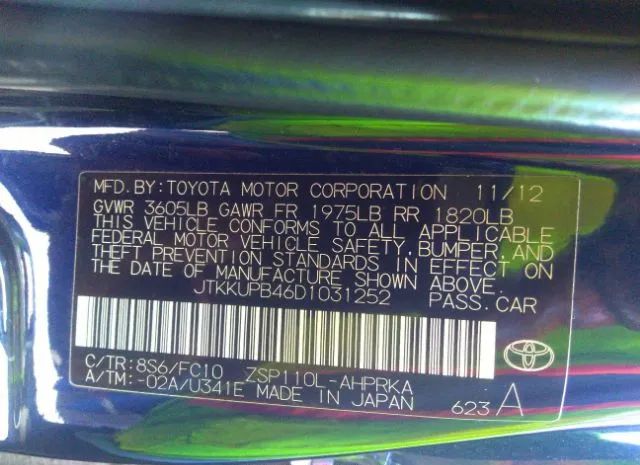 MFD.BY:TOYOTA MOTOR CORPORATION 11/12
GVWR 3605LB GAWR FR 1975LB RR 1820LB
THIS VEHICLE CONFORMS TO ALL APPLICABLE
FEDERAL MOTOR VEHICLE SAFETY,BUMPER,AND
THEFT PREVENTION STANDARDS IN EFFECT ON
THE DATE OF MANUFACTURE SHOWN ABOVE.
JTKKUPB46D1031252 PASS.CAR
C/TR:8S6/FC10 ZSP110L-AHPRKA
A/TM:-02A/U341E MADE IN JAPAN 623 A